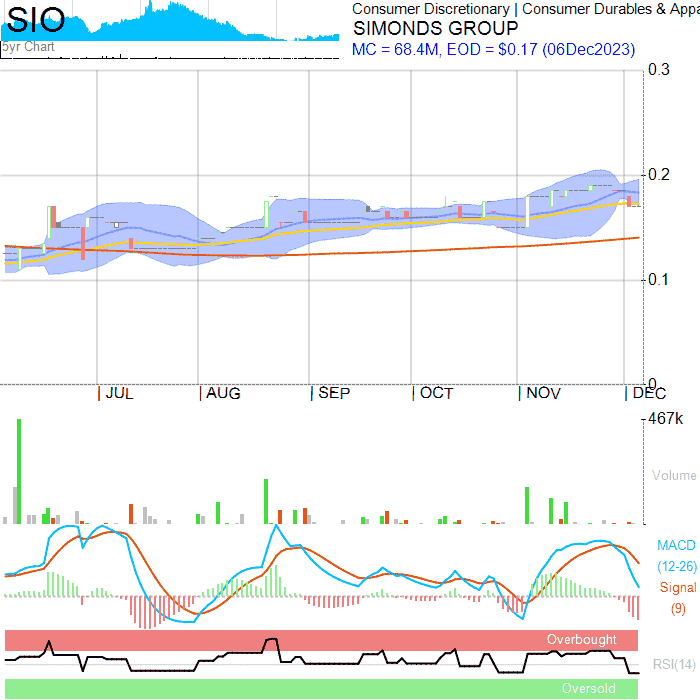 SIO
5yr Chart
Consumer Discretionary | Consumer Durables & Appa
SIMONDS GROUP
MC = 68.4M, EOD = $0.17 (06Dec2023)
0.3
0.2
0.1
0
JUL AUG SEP OCT NOV DEC
467k
Volume
MACD
(12-26)
Signal
(9)
Overbought
RSI(14)
Oversold